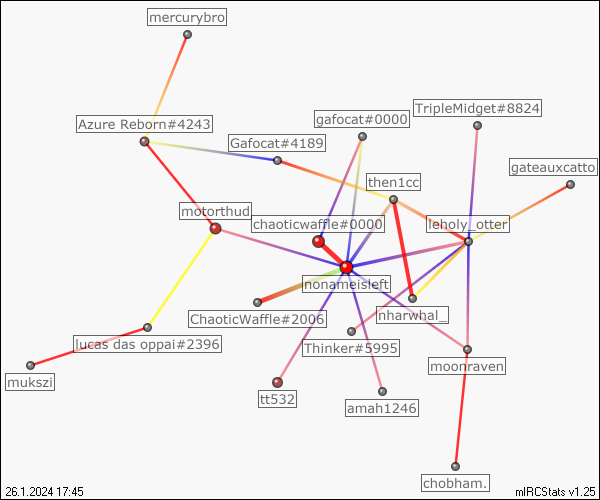 mercurybro
TripleMidget#8824
gafocat#0000
Azure Reborn#4243
Gafocat#4189
gateauxcatto
then1cc
motorthud
chaoticwaffle#0000
leholy_otter
nonameisleft
nharwhal_
ChaoticWaffle#2006
lucas das oppai#2396
Thinker#5995
moonraven
mukszi
tt532
amah1246
chobham.
26.1.2024 17:45
mIRCStats v1.25